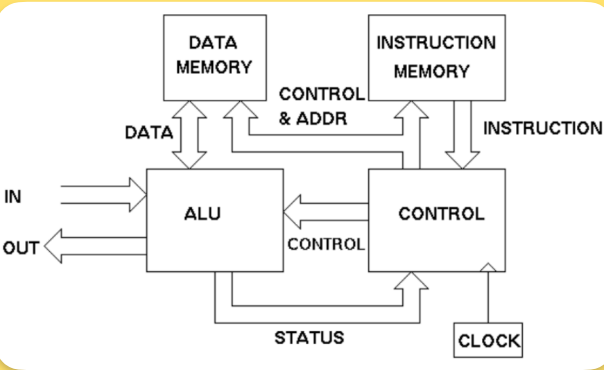 DATA
MEMORY
INSTRUCTION
MEMORY
CONTROL
& ADDR
DATA
INSTRUCTION
IN
ALU
CONTROL
OUT
CONTROL
STATUS
CLOCK